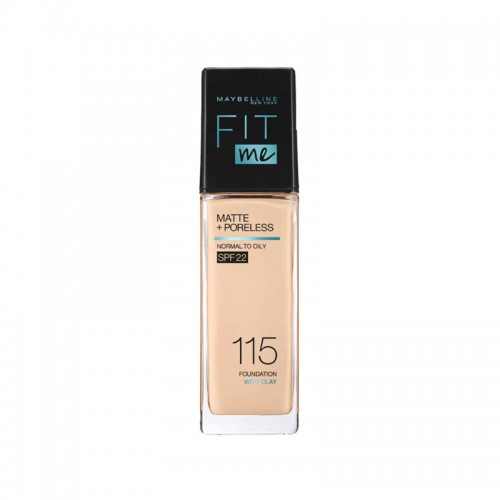 MAYBELLINE
NEW YORK
FIT
me
MATTE
+ PORELESS
NORMAL TO OILY
SPF 22
115
FOUNDATION
WITH CLAY